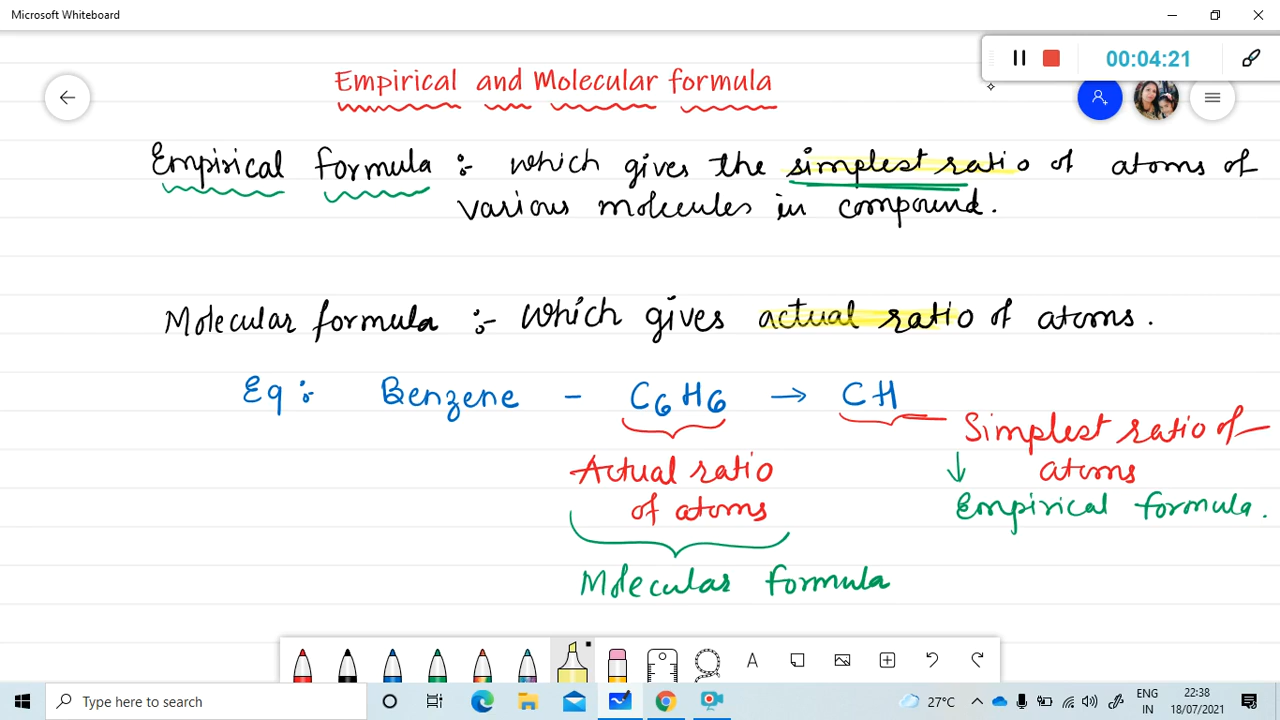 Microsoft Whiteboard
00:04:21
Empirical and Molecular formula
Empirical formula :- which gives the simplest ratio of atoms of
various molecules in compound.
Molecular formula :- Which gives actual ratio of atoms.
Eg :- Benzene - C6H6 → CH
Simplest ratio of
Actual ratio
atoms
of atoms
Empirical formula.
Molecular formula
A
Type here to search
27°C
ENG
IN
22:38
18/07/2021